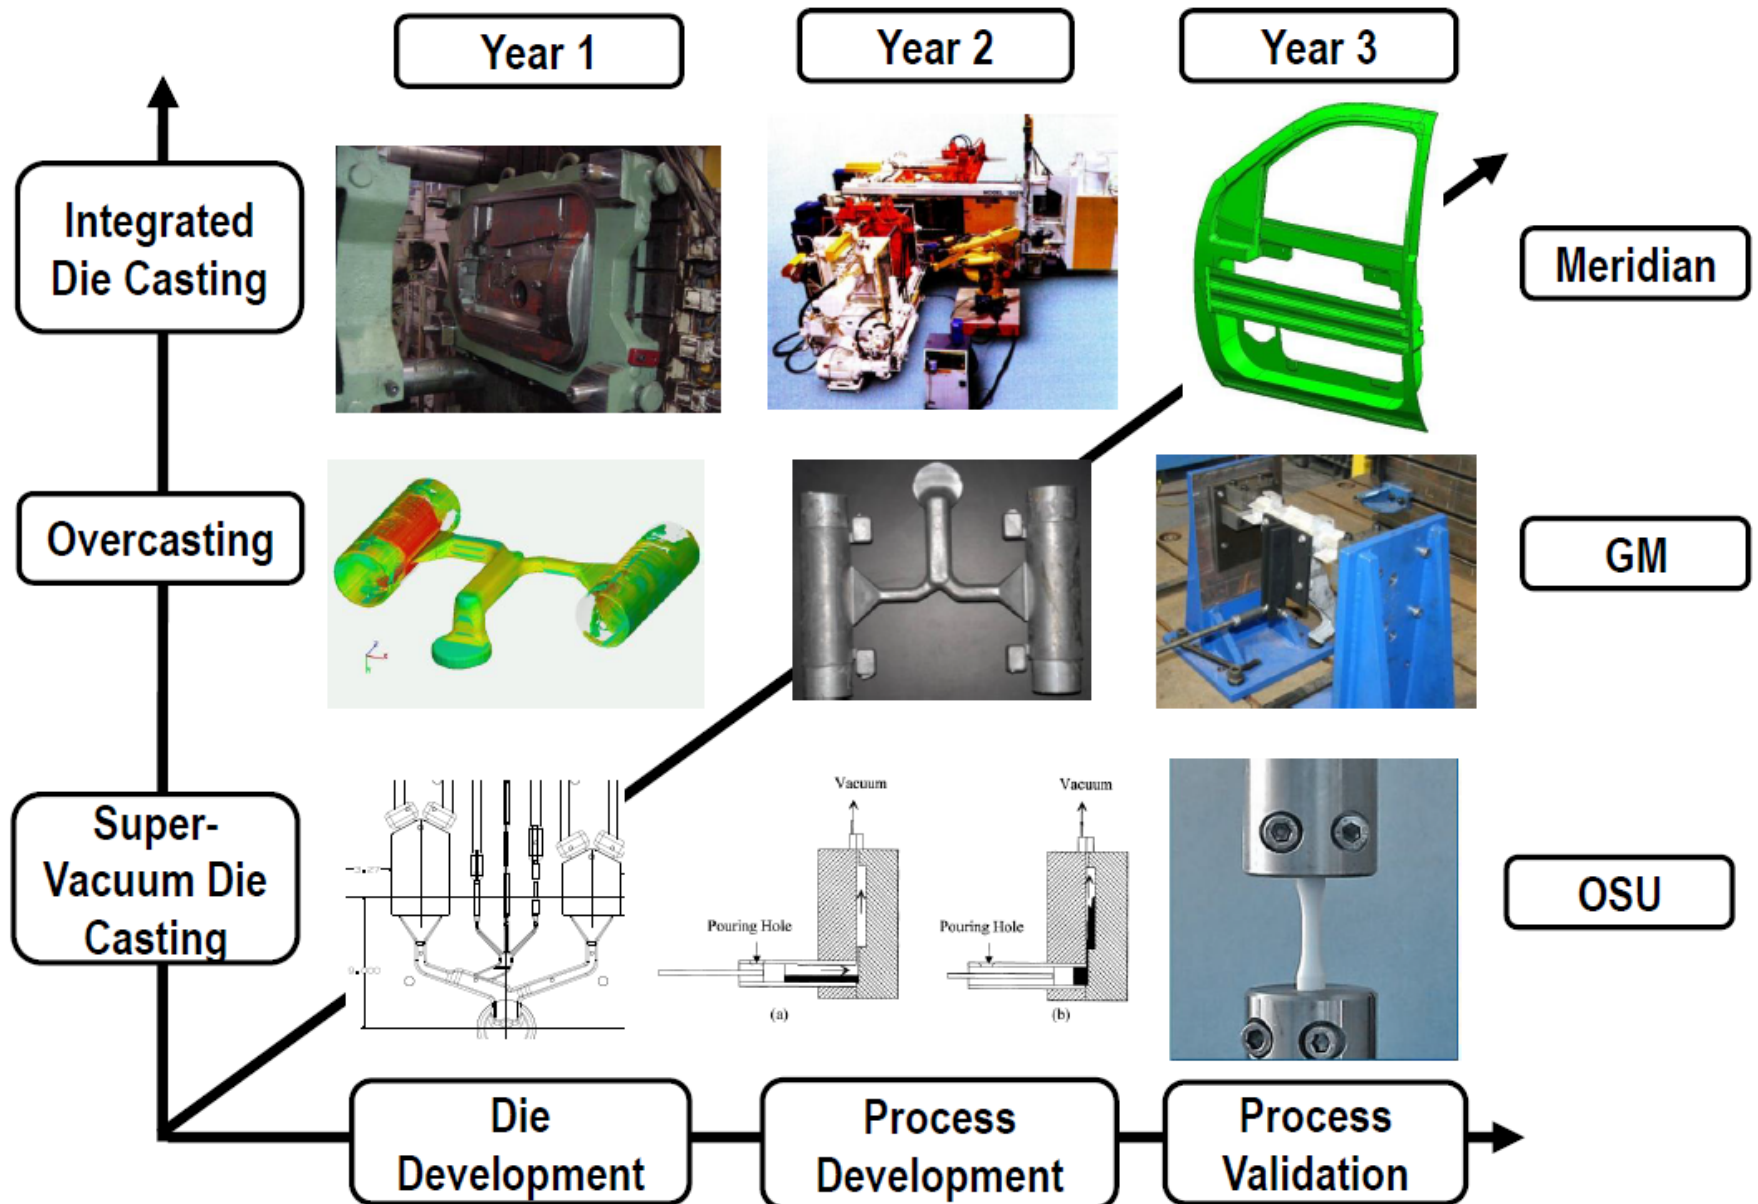 Year 1
Year 2
Year 3
Integrated
Die Casting
Meridian
Overcasting
GM
Super-
Vacuum Die
Casting
Vacuum
Vacuum
Pouring Hole
Pouring Hole
(a)
(b)
OSU
Die
Development
Process
Development
Process
Validation